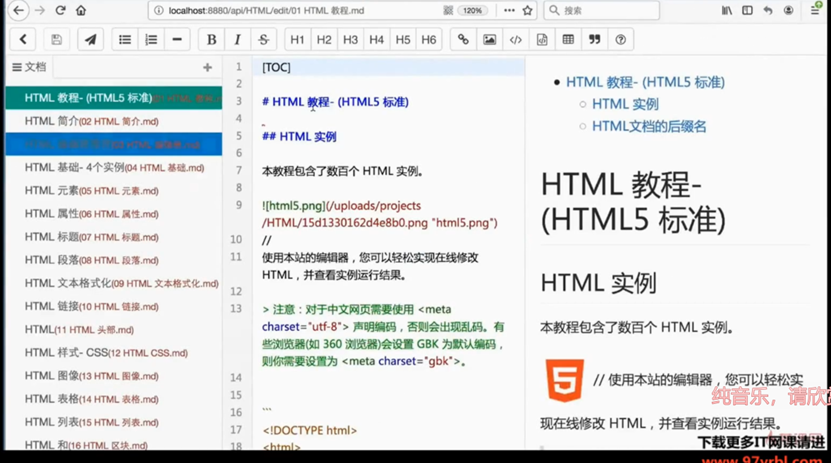 localhost:8880/api/HTML/edit/01 HTML 教程.md
120%
搜索
B I S H1 H2 H3 H4 H5 H6
文档
HTML 教程- (HTML5 标准)
HTML 简介(02 HTML 简介.md)
HTML 基础- 4个实例(04 HTML 基础.md)
HTML 元素(05 HTML 元素.md)
HTML 属性(06 HTML 属性.md)
HTML 标题(07 HTML 标题.md)
HTML 段落(08 HTML 段落.md)
HTML 文本格式化(09 HTML 文本格式化.md)
HTML 链接(10 HTML 链接.md)
HTML(11 HTML 头部.md)
HTML 样式- CSS(12 HTML CSS.md)
HTML 图像(13 HTML 图像.md)
HTML 表格(14 HTML 表格.md)
HTML 列表(15 HTML 列表.md)
HTML 和(16 HTML 区块.md)
1 [TOC]
2
3 # HTML 教程- (HTML5 标准)
4
5 ## HTML 实例
6
7 本教程包含了数百个 HTML 实例。
8
9 ![html5.png](/uploads/projects
/HTML/15d1330162d4e8b0.png "html5.png")
10 //
11 使用本站的编辑器，您可以轻松实现在线修改
HTML，并查看实例运行结果。
12
13 > 注意：对于中文网页需要使用 <meta
charset="utf-8"> 声明编码，否则会出现乱码。有
些浏览器(如 360 浏览器)会设置 GBK 为默认编码，
则你需要设置为 <meta charset="gbk">。
14
15
16 ```
17 <!DOCTYPE html>
18 <html>
HTML 教程- (HTML5 标准)
HTML 实例
HTML文档的后缀名
HTML 教程-
(HTML5 标准)
HTML 实例
本教程包含了数百个 HTML 实例。
5 // 使用本站的编辑器，您可以轻松实
纯音乐，请欣
现在线修改 HTML，并查看实例运行结果。
下载更多IT网课请进
www.97yrbl.com